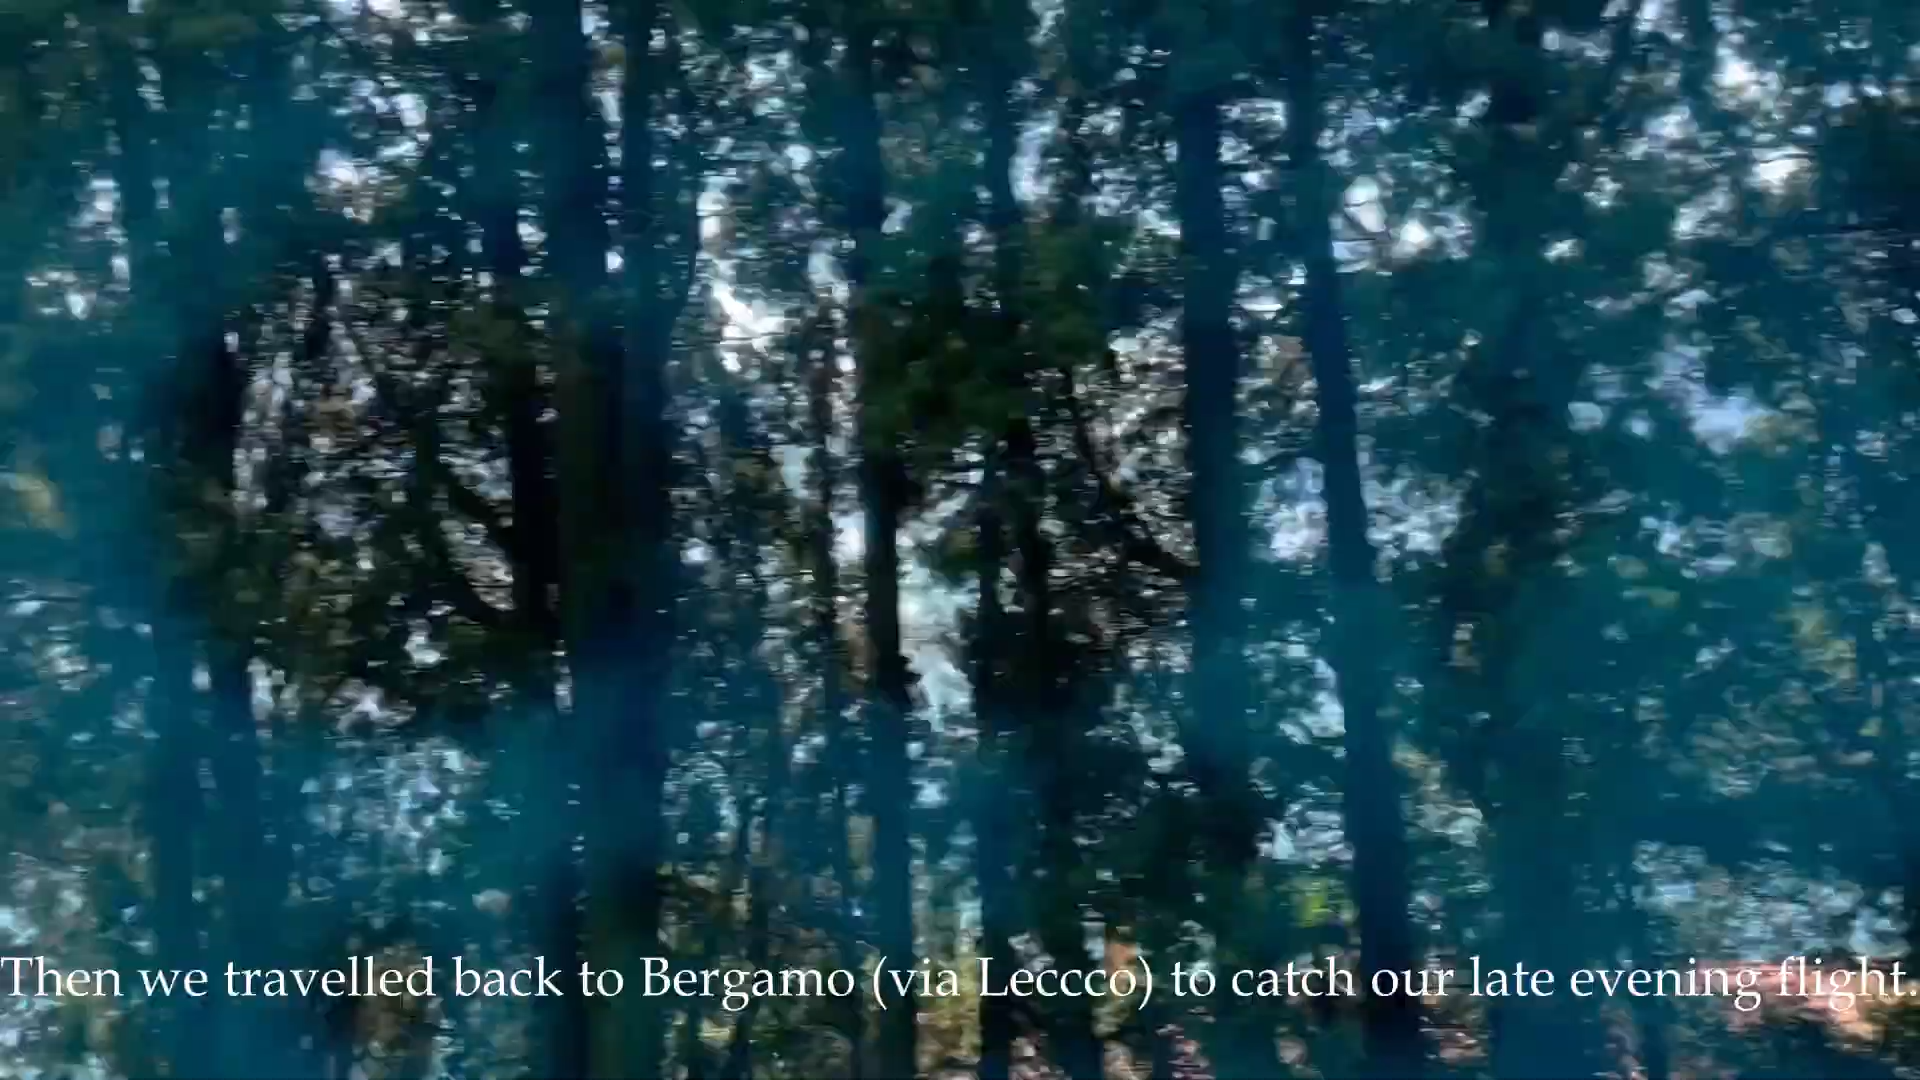 Then we travelled back to Bergamo (via Leccco) to catch our late evening flight.